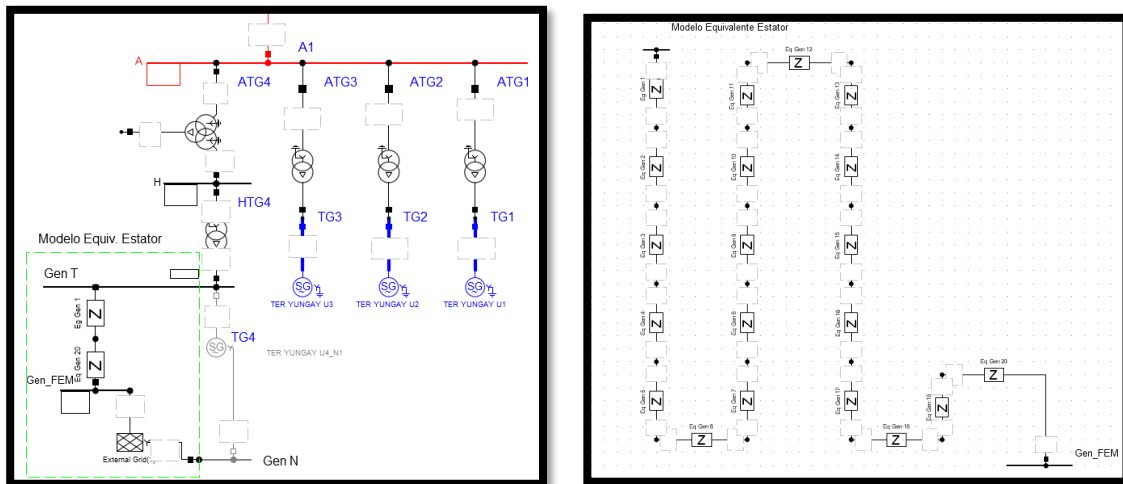 A1
A
ATG4
ATG3
ATG2
ATG1
H
HTG4
TG3
TG2
TG1
Modelo Equiv. Estator
Gen T
SG
SG
SG
TER YUNGAY U3
TER YUNGAY U2
TER YUNGAY U1
Eq Gen 1
Z
TG4
SG
TER YUNGAY U4_N1
Eq Gen 20
Z
Gen_FEM
External Grid(
Gen N
Modelo Equivalente Estator
Eq Gen 12
Z
Eq Gen 1
Z
Eq Gen 11
Z
Eq Gen 13
Z
Eq Gen 2
Z
Eq Gen 10
Z
Eq Gen 14
Z
Eq Gen 3
Z
Eq Gen 9
Z
Eq Gen 15
Z
Eq Gen 4
Z
Eq Gen 8
Z
Eq Gen 16
Z
Eq Gen 20
Z
Eq Gen 5
Z
Eq Gen 7
Z
Eq Gen 17
Z
Eq Gen 19
Z
Eq Gen 6
Z
Eq Gen 18
Z
Gen_FEM